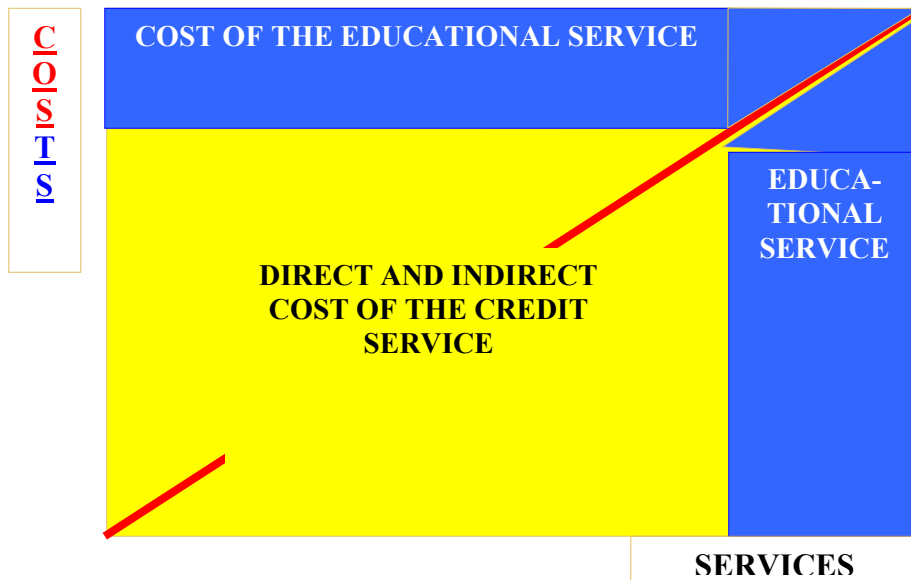 C
O
S
T
S
COST OF THE EDUCATIONAL SERVICE
EDUCA-
TIONAL
SERVICE
DIRECT AND INDIRECT
COST OF THE CREDIT
SERVICE
SERVICES